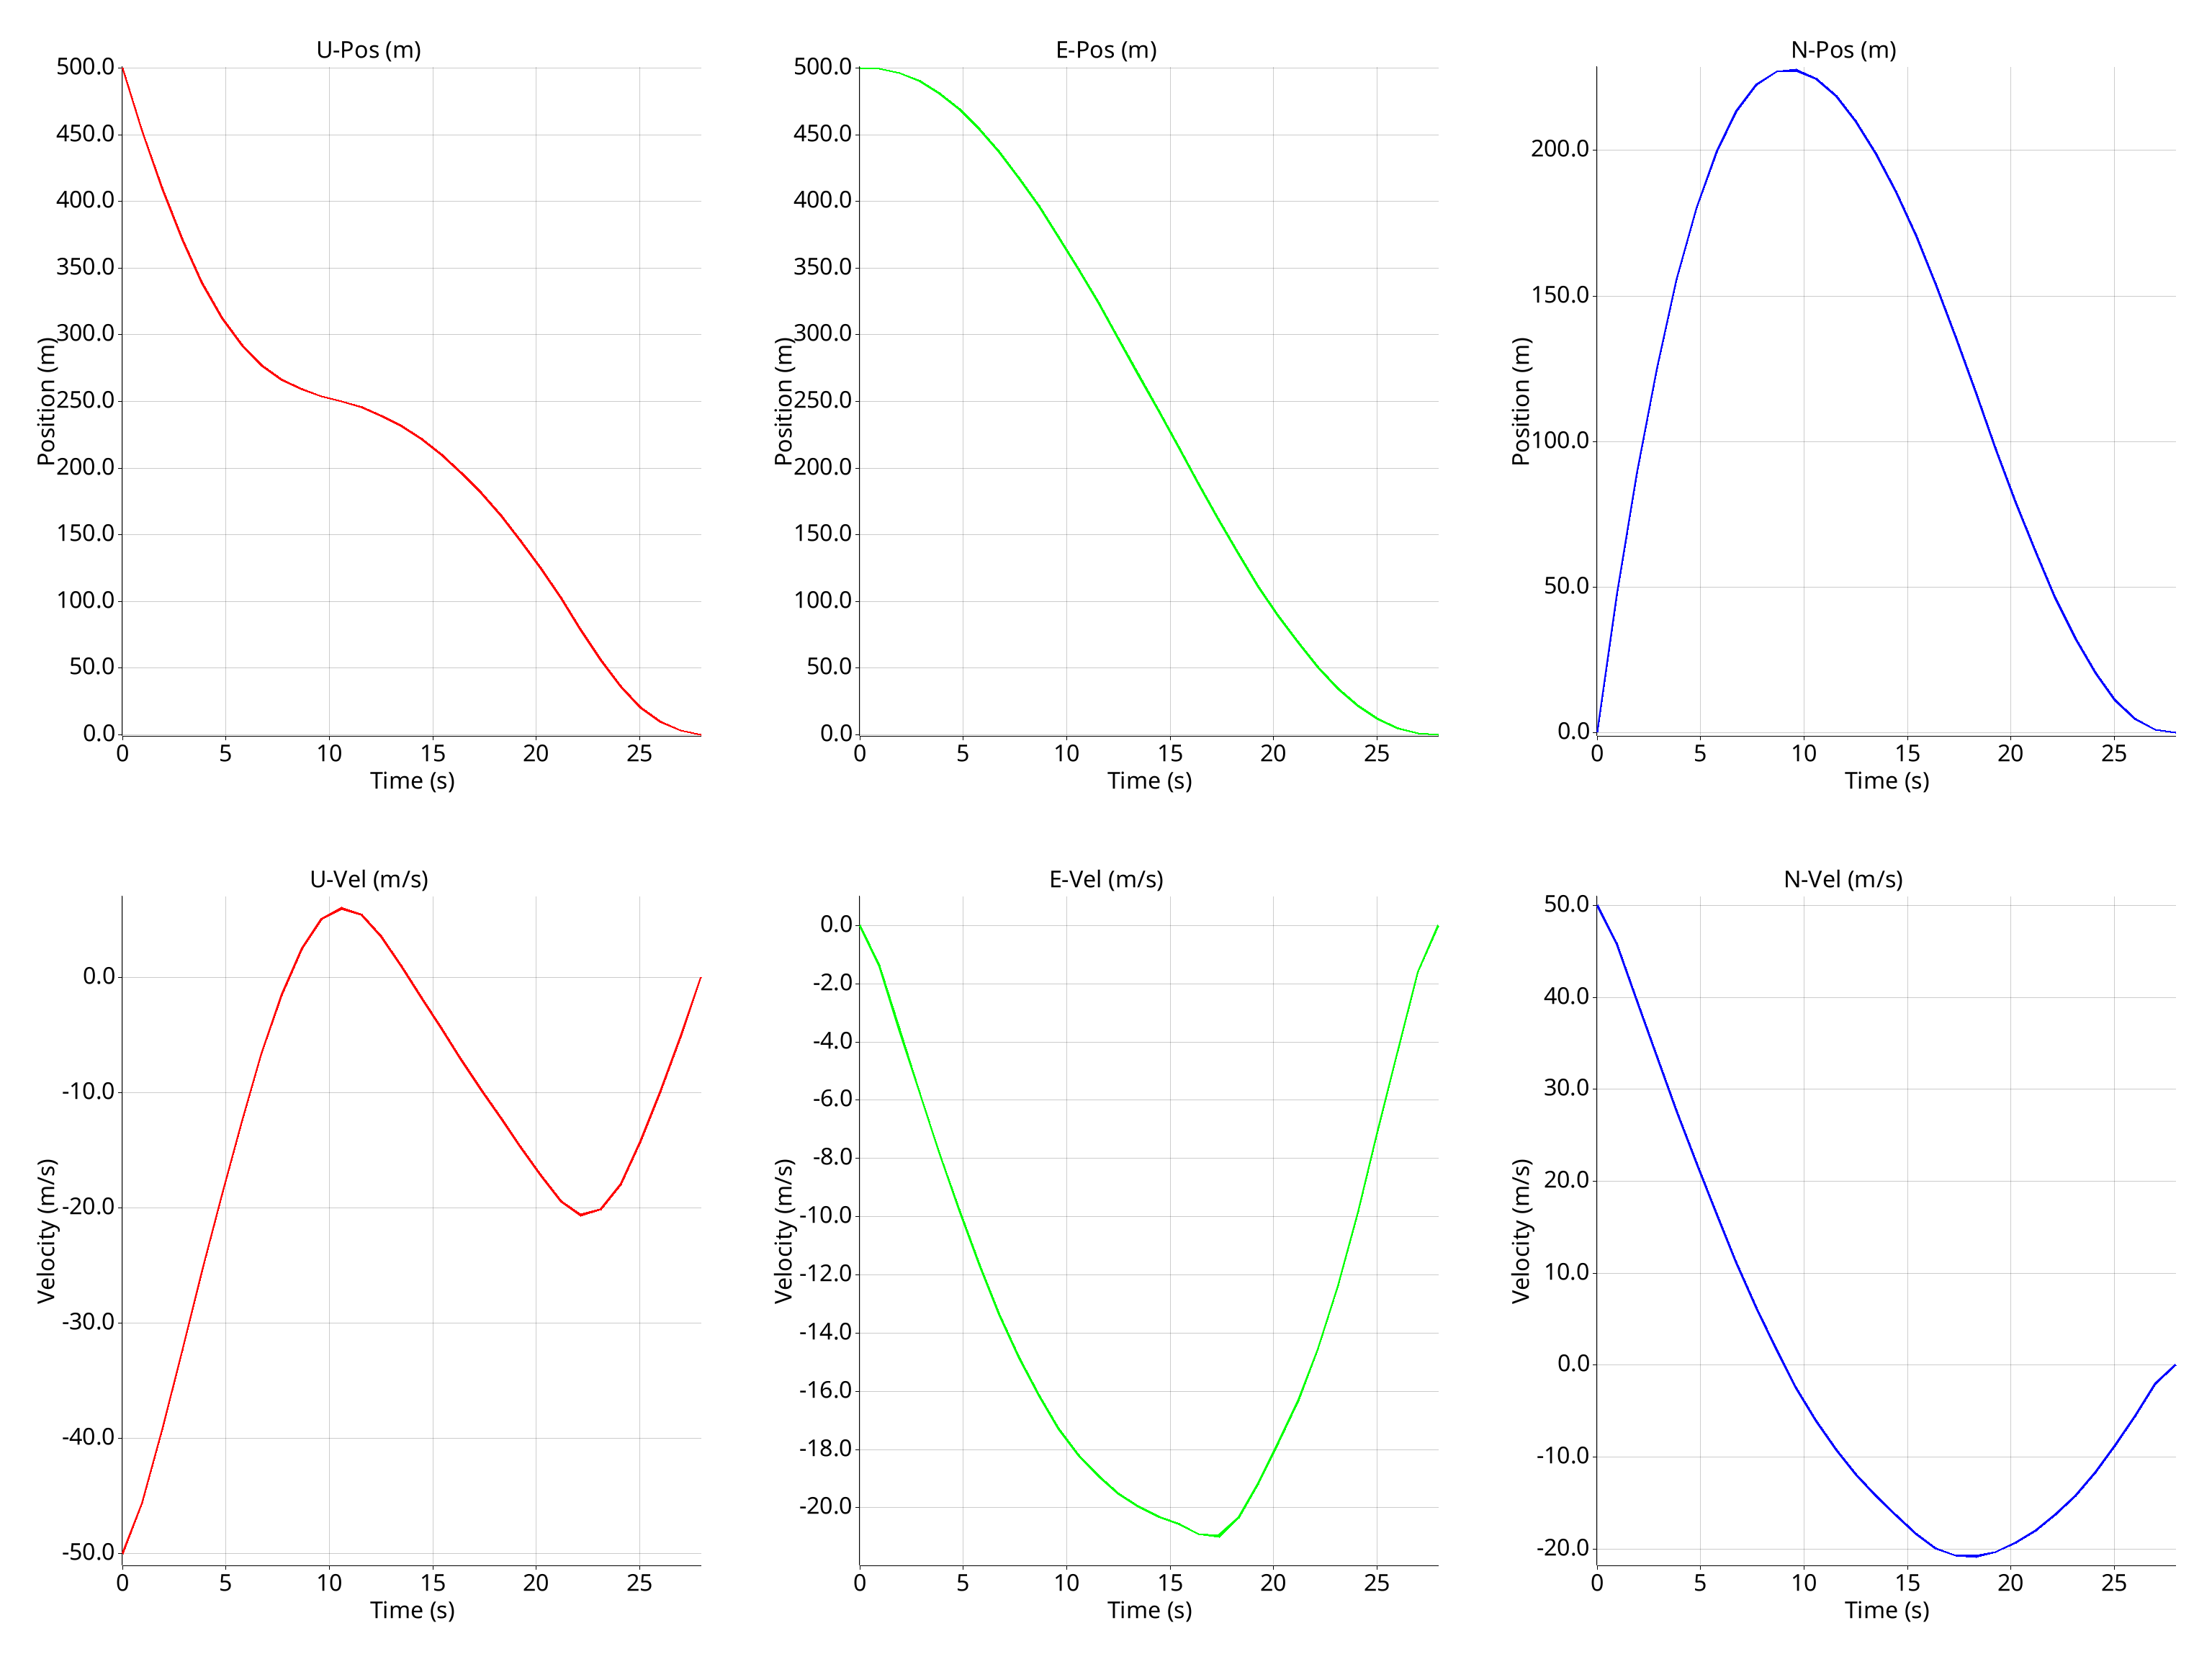 U-Pos (m)
500.0
450.0
400.0
350.0
300.0
250.0
200.0
150.0
100.0
50.0
0.0
Position (m)
0 5 10 15 20 25
Time (s)
E-Pos (m)
500.0
450.0
400.0
350.0
300.0
250.0
200.0
150.0
100.0
50.0
0.0
Position (m)
0 5 10 15 20 25
Time (s)
N-Pos (m)
200.0
150.0
100.0
50.0
0.0
Position (m)
0 5 10 15 20 25
Time (s)
U-Vel (m/s)
0.0
-10.0
-20.0
-30.0
-40.0
-50.0
Velocity (m/s)
0 5 10 15 20 25
Time (s)
E-Vel (m/s)
0.0
-2.0
-4.0
-6.0
-8.0
-10.0
-12.0
-14.0
-16.0
-18.0
-20.0
Velocity (m/s)
0 5 10 15 20 25
Time (s)
N-Vel (m/s)
50.0
40.0
30.0
20.0
10.0
0.0
-10.0
-20.0
Velocity (m/s)
0 5 10 15 20 25
Time (s)